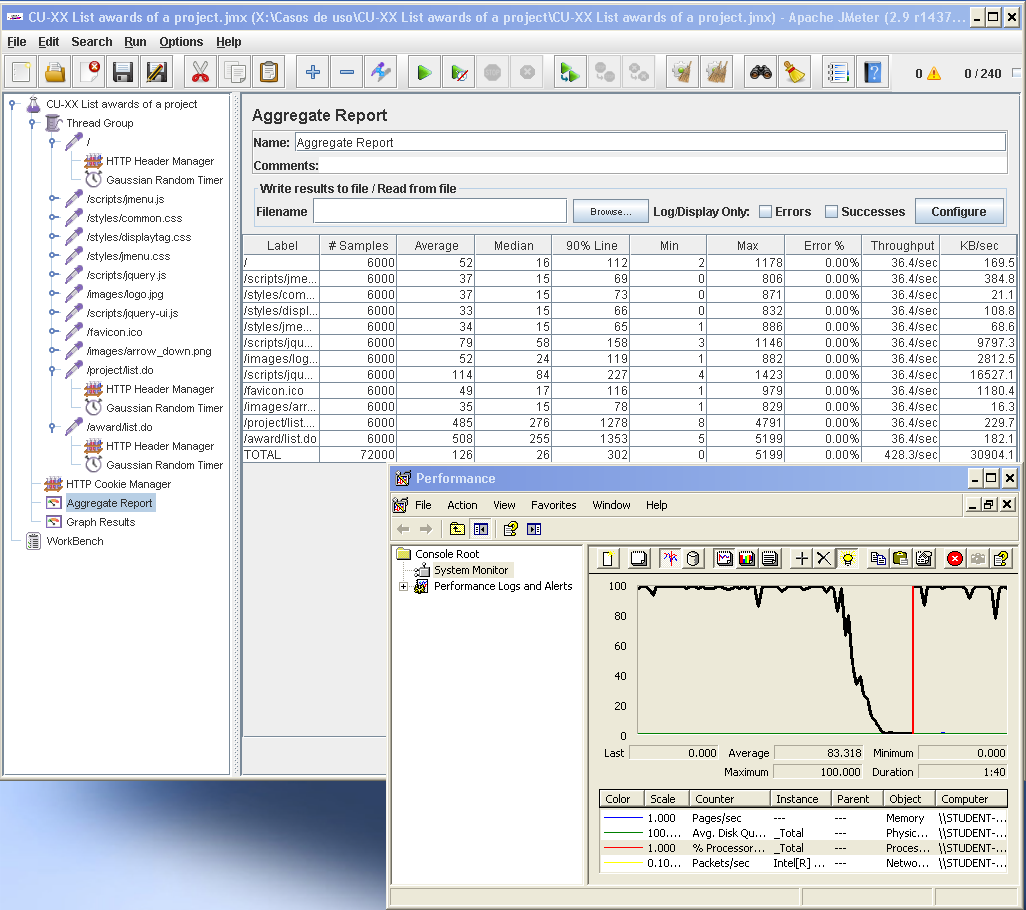 CU-XX List awards of a project.jmx (X:\Casos de uso\CU-XX List awards of a project\CU-XX List awards of a project.jmx) - Apache JMeter (2.9 r1437...
File Edit Search Run Options Help
0 0 / 240
CU-XX List awards of a project
Thread Group
/
HTTP Header Manager
Gaussian Random Timer
/scripts/jmenu.js
/styles/common.css
/styles/displaytag.css
/styles/jmenu.css
/scripts/jquery.js
/images/logo.jpg
/scripts/jquery-ui.js
/favicon.ico
/images/arrow_down.png
/project/list.do
HTTP Header Manager
Gaussian Random Timer
/award/list.do
HTTP Header Manager
Gaussian Random Timer
HTTP Cookie Manager
Aggregate Report
Graph Results
WorkBench
Aggregate Report
Name: Aggregate Report
Comments:
Write results to file / Read from file
Filename Browse... Log/Display Only: Errors Successes Configure
Label # Samples Average Median 90% Line Min Max Error % Throughput KB/sec
/ 6000 52 16 112 2 1178 0.00% 36.4/sec 169.5
/scripts/jme... 6000 37 15 69 0 806 0.00% 36.4/sec 384.8
/styles/com... 6000 37 15 73 0 871 0.00% 36.4/sec 21.1
/styles/displ... 6000 33 15 66 0 832 0.00% 36.4/sec 108.8
/styles/jme... 6000 34 15 65 1 886 0.00% 36.4/sec 68.6
/scripts/jqu... 6000 79 58 158 3 1146 0.00% 36.4/sec 9797.3
/images/log... 6000 52 24 119 1 882 0.00% 36.4/sec 2812.5
/scripts/jqu... 6000 114 84 227 4 1423 0.00% 36.4/sec 16527.1
/favicon.ico 6000 49 17 116 1 979 0.00% 36.4/sec 1180.4
/images/arr... 6000 35 15 78 1 829 0.00% 36.4/sec 16.3
/project/list.... 6000 485 276 1278 8 4791 0.00% 36.4/sec 229.7
/award/list.do 6000 508 255 1353 5 5199 0.00% 36.4/sec 182.1
TOTAL 72000 126 26 302 0 5199 0.00% 428.3/sec 30904.1
Performance
File Action View Favorites Window Help
Console Root
System Monitor
Performance Logs and Alerts
100
80
60
40
20
0
Last 0.000 Average 83.318 Minimum 0.000
Maximum 100.000 Duration 1:40
Color Scale Counter Instance Parent Object Computer
1.000 Pages/sec --- --- Memory \\STUDENT-...
100.... Avg. Disk Qu... _Total --- Physic... \\STUDENT-...
1.000 % Processor... _Total --- Proces... \\STUDENT-...
0.10... Packets/sec Intel[R] ... --- Netwo... \\STUDENT-...